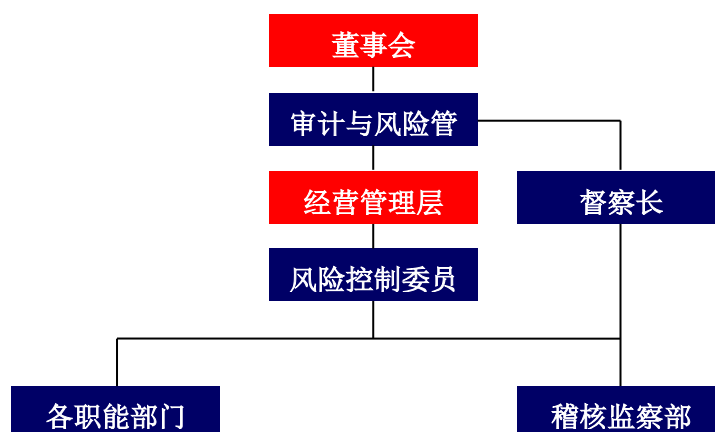 董事会
审计与风险管
经营管理层
督察长
风险控制委员
各职能部门
稽核监察部